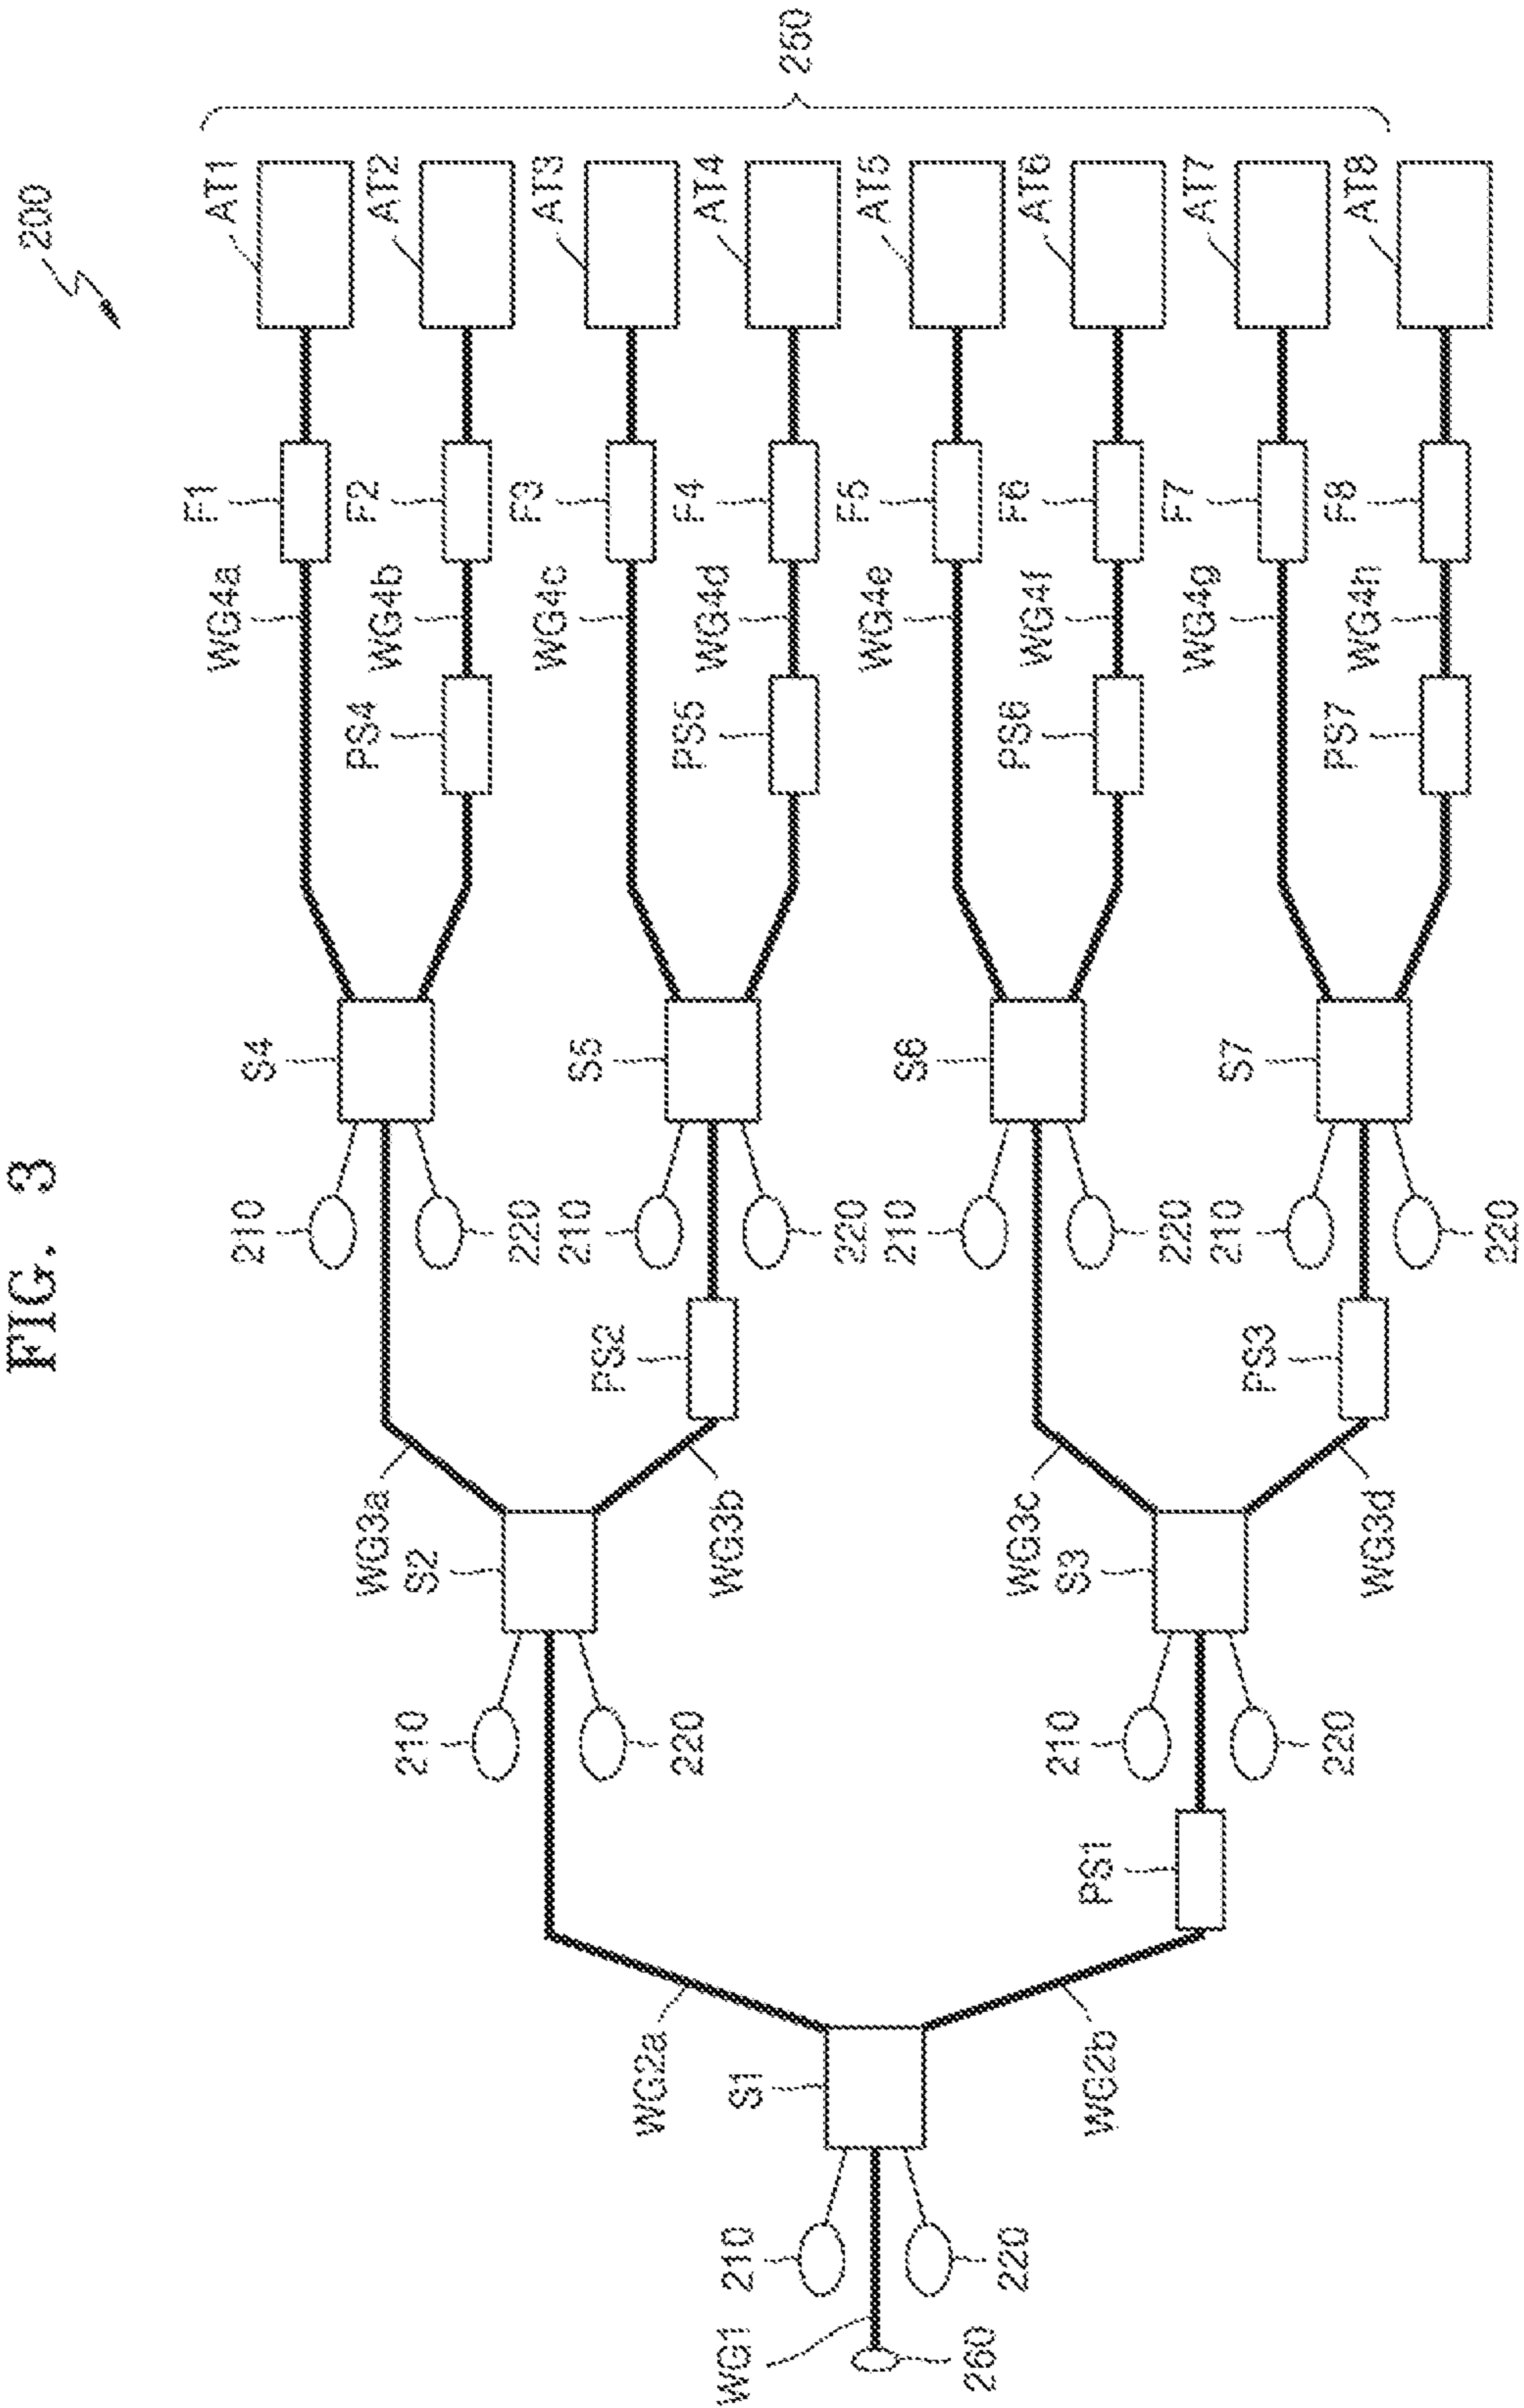 FIG. 3
200
F1
WG4a
AT1
210
S4
WG3a
PS4
WG4b
F2
AT2
210
S2
220
WG4c
F3
AT3
210
S5
PS2
WG2a
220
PS5
WG4d
F4
AT4
WG1
210
S1
WG3b
250
220
WG4e
F5
AT5
210
S6
260
220
WG3c
PS6
WG4f
F6
AT6
210
S3
WG2b
PS1
220
WG4g
F7
AT7
210
S7
PS3
220
PS7
WG4h
F8
AT8
WG3d
220